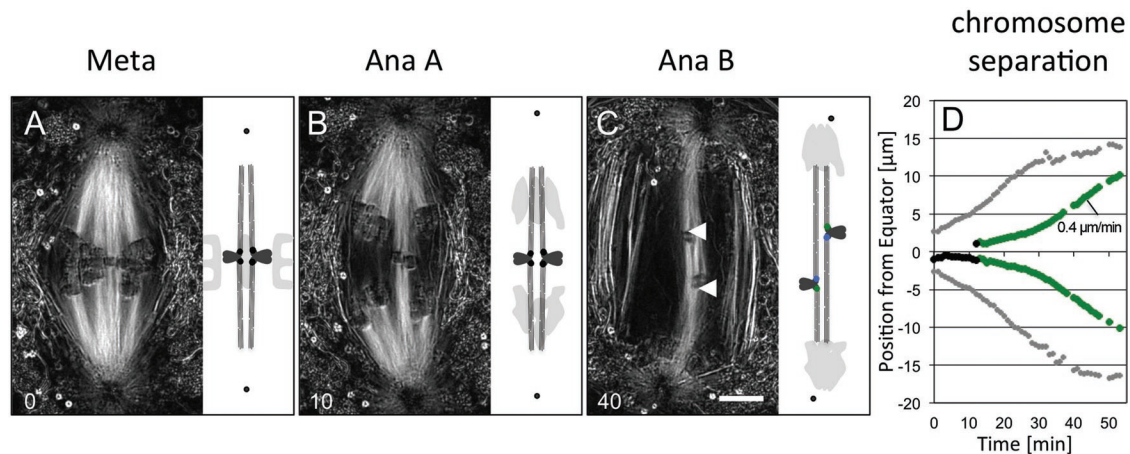 Meta
Ana A
Ana B
chromosome
separation
A
0
B
10
C
40
D
Position from Equator [µm]
20
15
10
5
0
-5
-10
-15
-20
0.4 µm/min
0 10 20 30 40 50
Time [min]